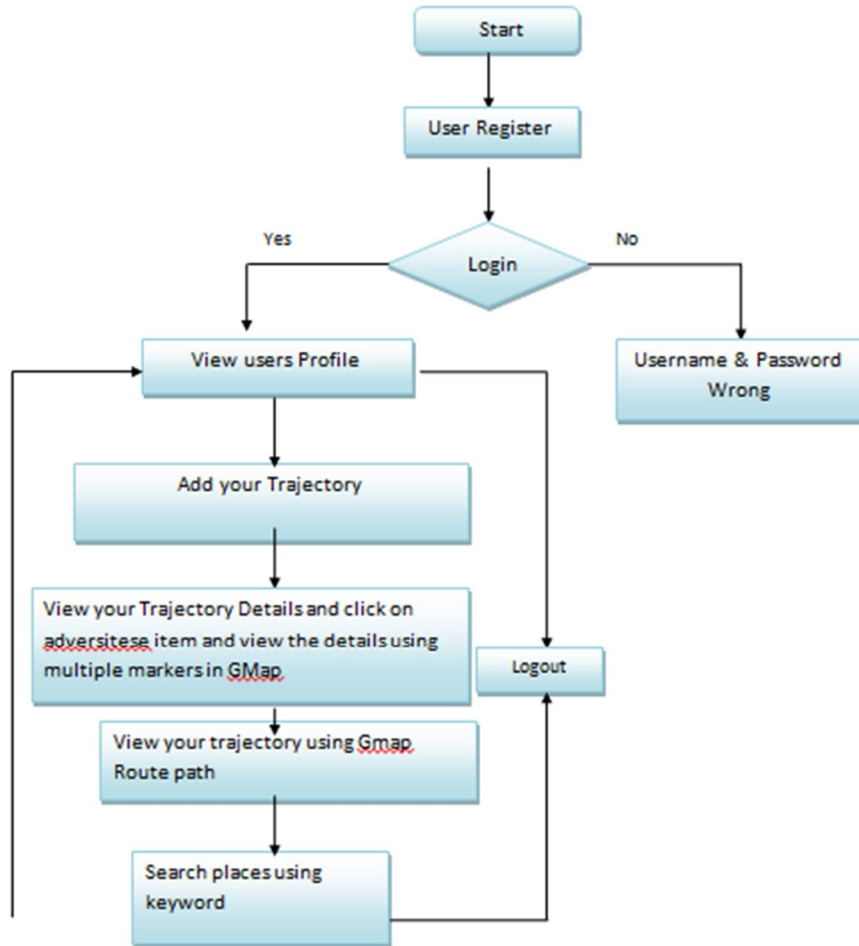 Start
User Register
Yes
No
Login
View users Profile
Username & Password
Wrong
Add your Trajectory
View your Trajectory Details and click on
adversitese item and view the details using
multiple markers in GMap
Logout
View your trajectory using Gmap
Route path
Search places using
keyword